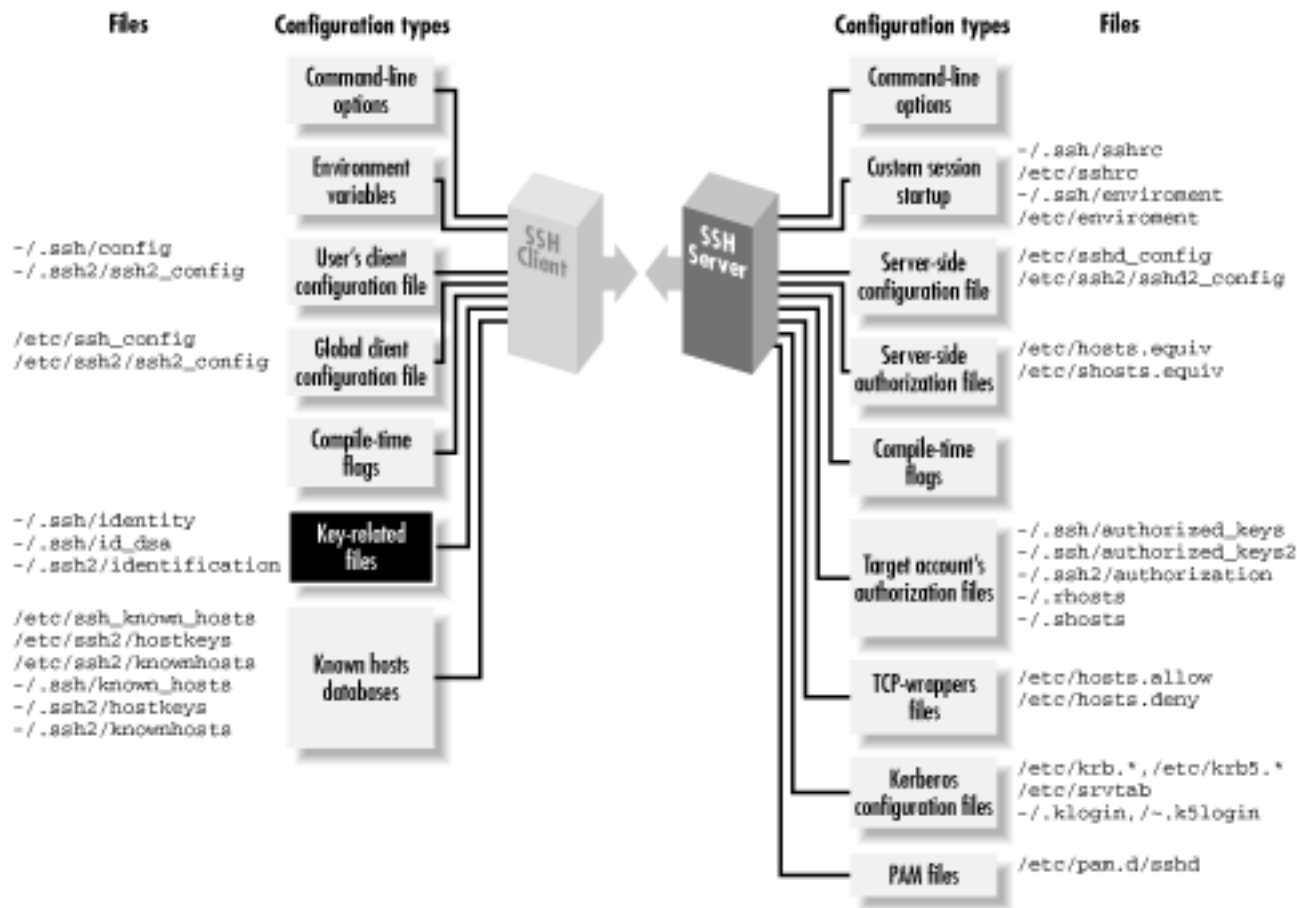 Files
Configuration types
Command-line
options
Environment
variables
-/.ssh/config
-/.ssh2/ssh2_config
User's client
configuration file
/etc/ssh_config
/etc/ssh2/ssh2_config
Global client
configuration file
Compile-time
flags
-/.ssh/identity
-/.ssh/id_dsa
-/.ssh2/identification
Key-related
files
/etc/ssh_known_hosts
/etc/ssh2/hostkeys
/etc/ssh2/knownhosts
-/.ssh/known_hosts
-/.ssh2/hostkeys
-/.ssh2/knownhosts
Known hosts
databases
SSH
Client
SSH
Server
Configuration types
Files
Command-line
options
Custom session
startup
-/.ssh/sshrc
/etc/sshrc
-/.ssh/enviroment
/etc/enviroment
Server-side
configuration file
/etc/sshd_config
/etc/ssh2/sshd2_config
Server-side
authorization files
/etc/hosts.equiv
/etc/shosts.equiv
Compile-time
flags
Target account's
authorization files
-/.ssh/authorized_keys
-/.ssh/authorized_keys2
-/.ssh2/authorization
-/.rhosts
-/.shosts
TCP-wrappers
files
/etc/hosts.allow
/etc/hosts.deny
Kerberos
configuration files
/etc/krb.*,/etc/krb5.*
/etc/srvtab
-/.klogin,/~.k5login
PAM files
/etc/pam.d/sshd